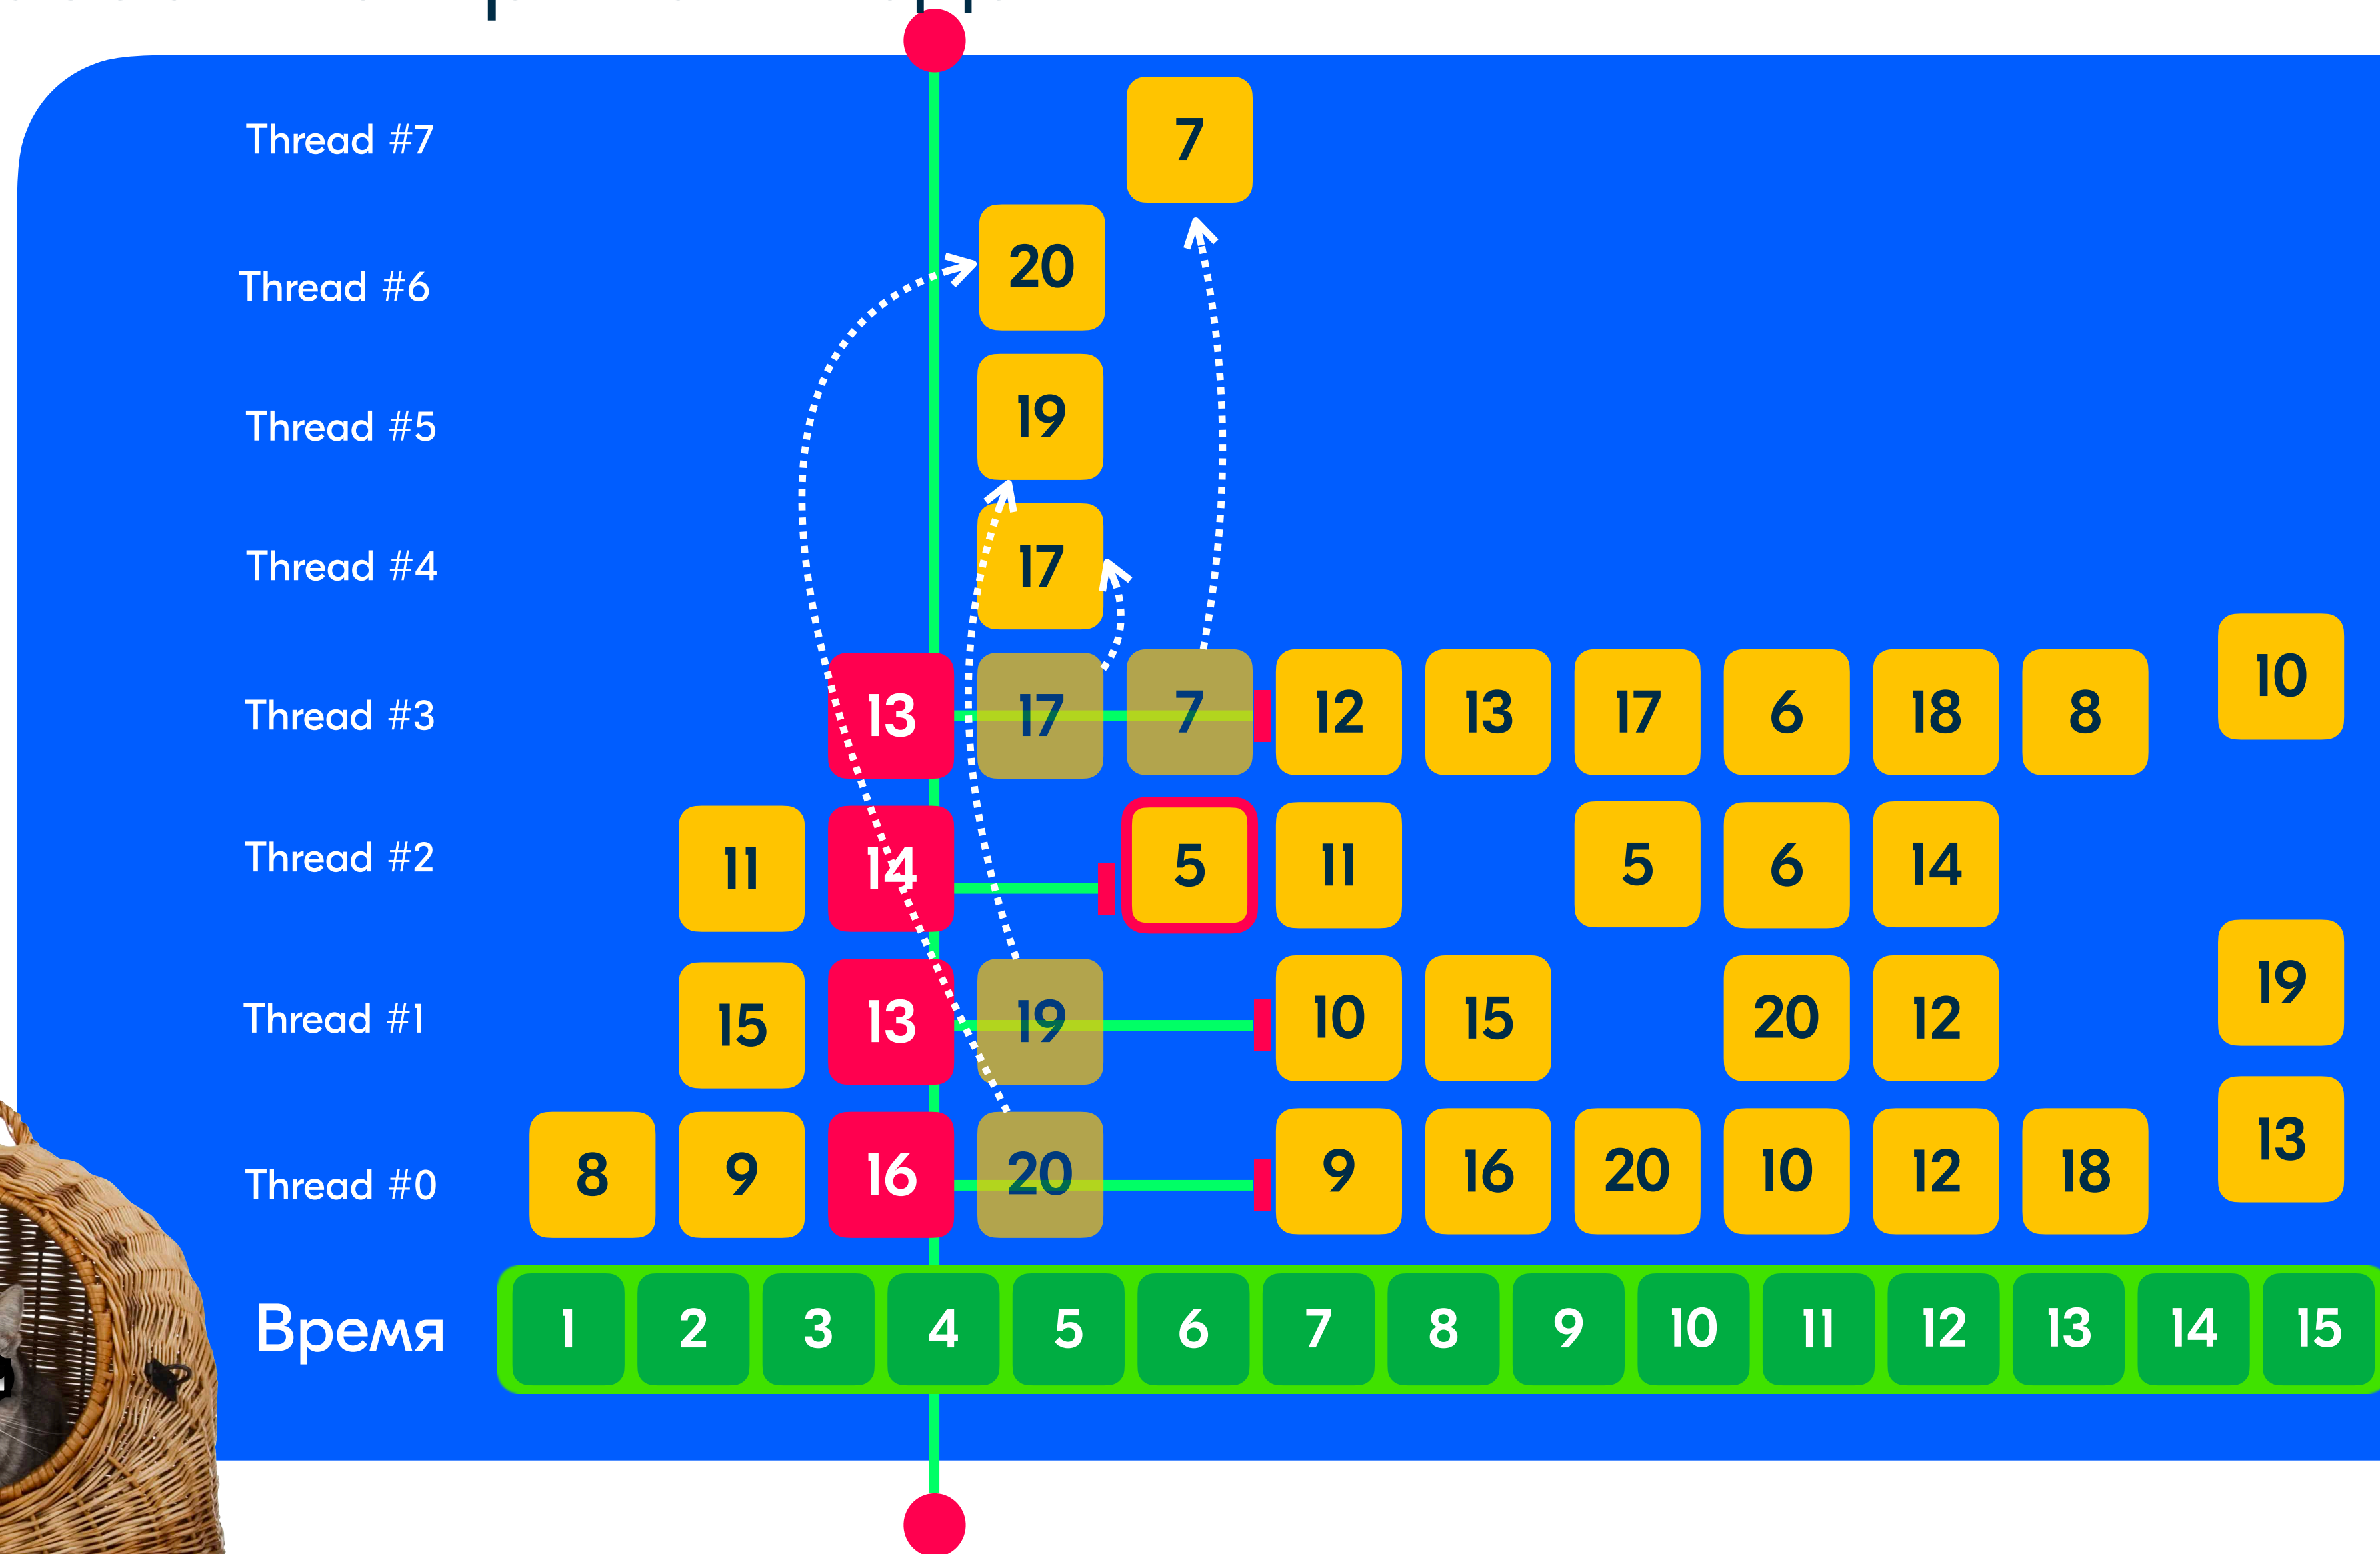 Thread #7 7
Thread #6 20
Thread #5 19
Thread #4 17
Thread #3 13 17 7 12 13 17 6 18 8 10
Thread #2 11 14 5 11 5 6 14
Thread #1 15 13 19 10 15 20 12 19
Thread #0 8 9 16 20 9 16 20 10 12 18 13
Время 1 2 3 4 5 6 7 8 9 10 11 12 13 14 15